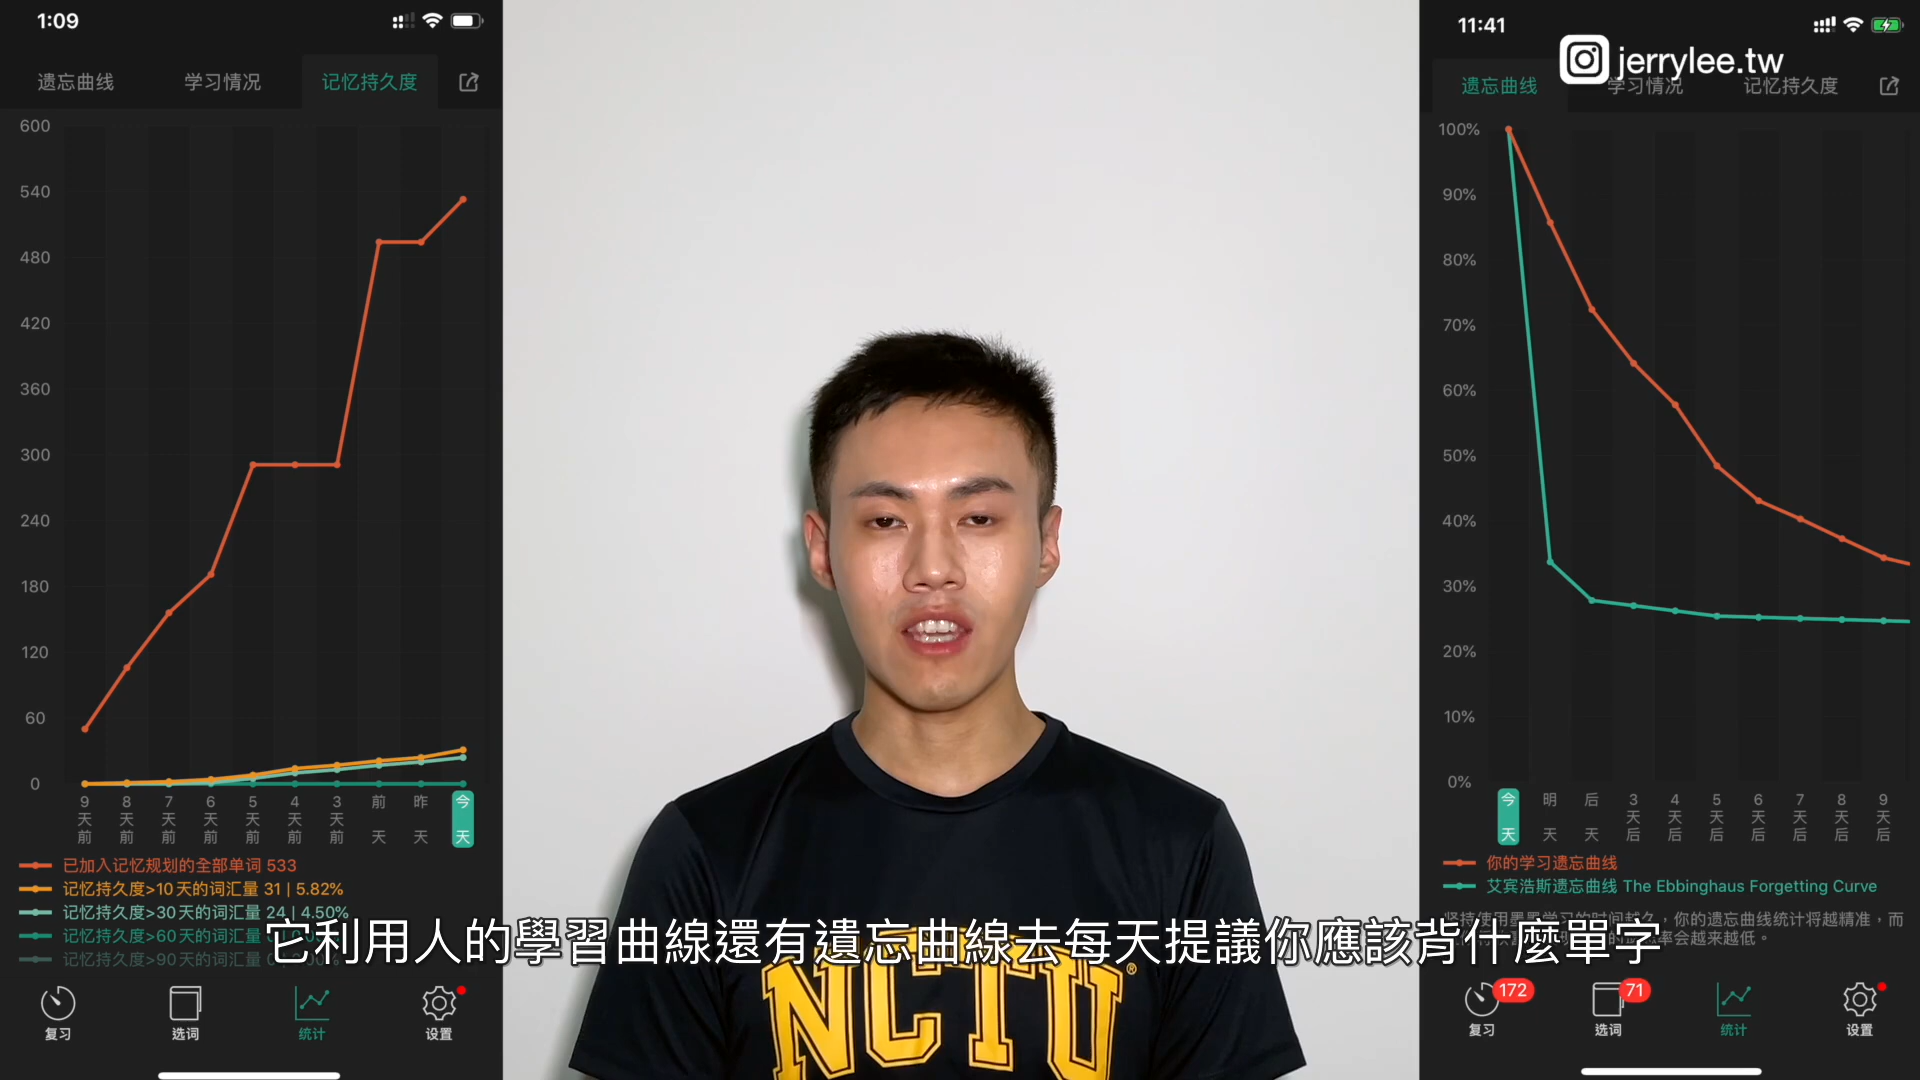 1:09
遗忘曲线 学习情况 记忆持久度
600
540
480
420
360
300
240
180
120
60
0
9天前 8天前 7天前 6天前 5天前 4天前 3天前 前天 昨天 今天
已加入记忆规划的全部单词 533
记忆持久度>10天的词汇量 31 | 5.82%
记忆持久度>30天的词汇量 24 | 4.50%
记忆持久度>60天的词汇量
记忆持久度>90天的词汇量
复习 选词 统计 设置
它利用人的學習曲線還有遺忘曲線去每天提議你應該背什麼單字
NCTU
®
11:41
jerrylee.tw
遗忘曲线 学习情况 记忆持久度
100%
90%
80%
70%
60%
50%
40%
30%
20%
10%
0%
今天 明天 后天 3天后 4天后 5天后 6天后 7天后 8天后 9天后
你的学习遗忘曲线
艾宾浩斯遗忘曲线 The Ebbinghaus Forgetting Curve
坚持使用墨墨学习的时间越久，你的遗忘曲线统计将越精准，而
率会越来越低。
172 71
复习 选词 统计 设置